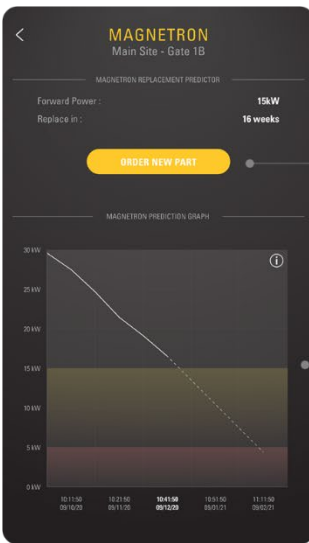 MAGNETRON
Main Site - Gate 1B
MAGNETRON REPLACEMENT PREDICTOR
Forward Power : 15kW
Replace in : 16 weeks
ORDER NEW PART
MAGNETRON PREDICTION GRAPH
30 kW
25 kW
20 kW
15 kW
10 kW
5 kW
0 kW
10:11:50 10:21:50 10:41:50 10:51:50 11:11:50
09/10/20 09/11/20 09/12/20 09/01/21 09/02/21